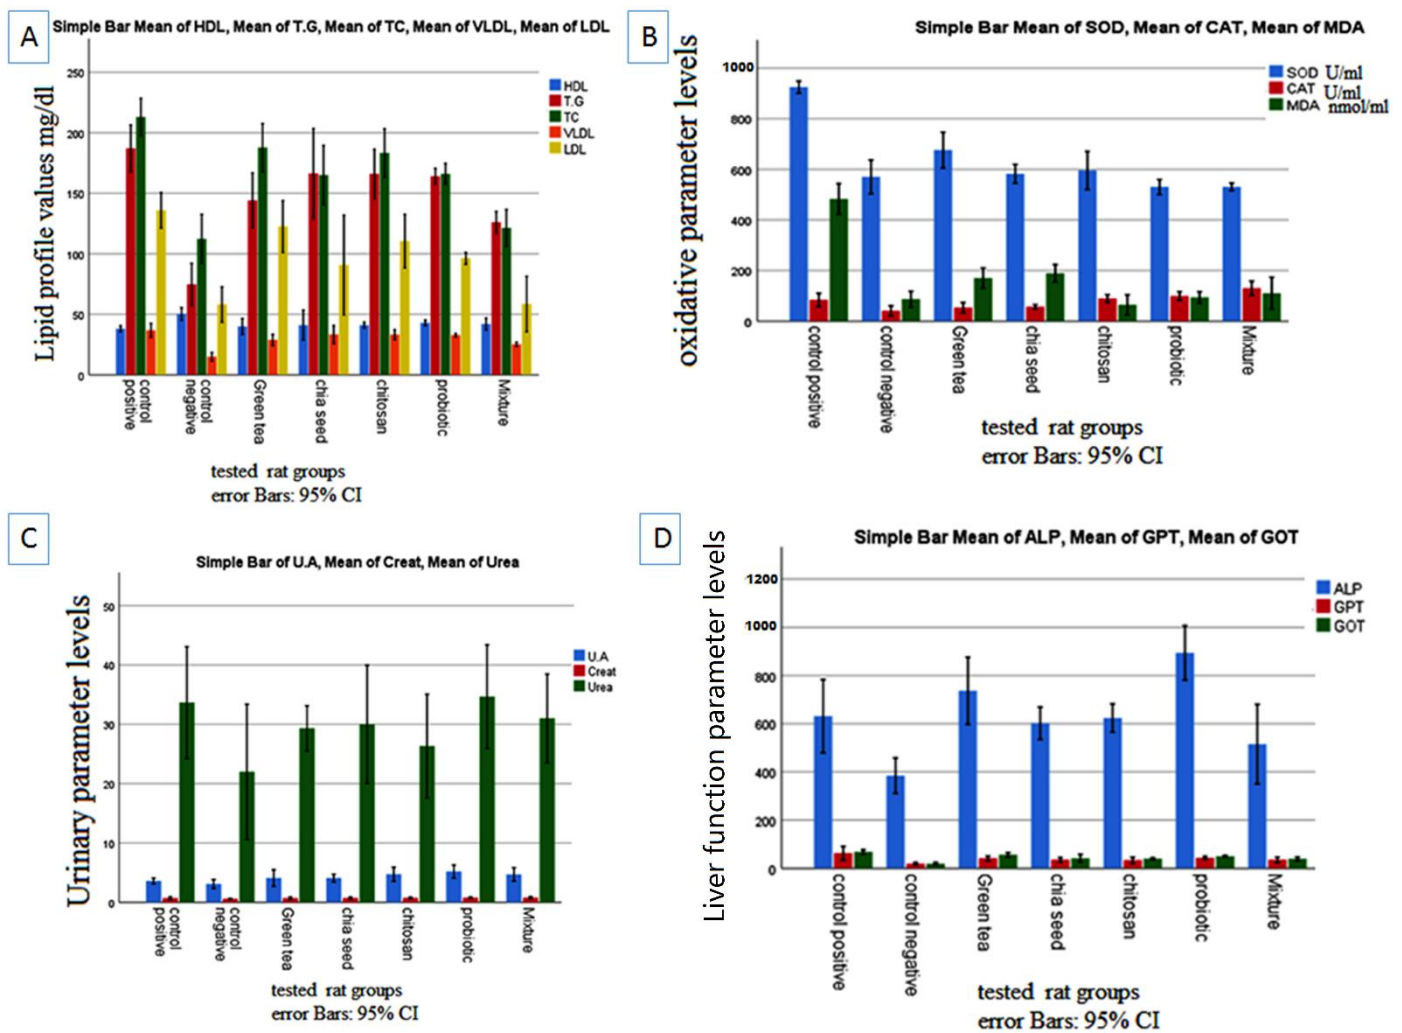 A
Simple Bar Mean of HDL, Mean of T.G, Mean of TC, Mean of VLDL, Mean of LDL
Lipid profile values mg/dl
250
200
150
100
50
0
HDL
T.G
TC
VLDL
LDL
control
positive
control
negative
Green tea
chia seed
chitosan
probiotic
Mixture
tested rat groups
error Bars: 95% CI
B
Simple Bar Mean of SOD, Mean of CAT, Mean of MDA
oxidative parameter levels
1000
800
600
400
200
0
SOD U/ml
CAT U/ml
MDA nmol/ml
control positive
control negative
Green tea
chia seed
chitosan
probiotic
Mixture
tested rat groups
error Bars: 95% CI
C
Simple Bar of U.A, Mean of Creat, Mean of Urea
Urinary parameter levels
50
40
30
20
10
0
U.A
Creat
Urea
control
positive
control
negative
Green tea
chia seed
chitosan
probiotic
Mixture
tested rat groups
error Bars: 95% CI
D
Simple Bar Mean of ALP, Mean of GPT, Mean of GOT
Liver function parameter levels
1200
1000
800
600
400
200
0
ALP
GPT
GOT
control positive
control negative
Green tea
chia seed
chitosan
probiotic
Mixture
tested rat groups
error Bars: 95% CI